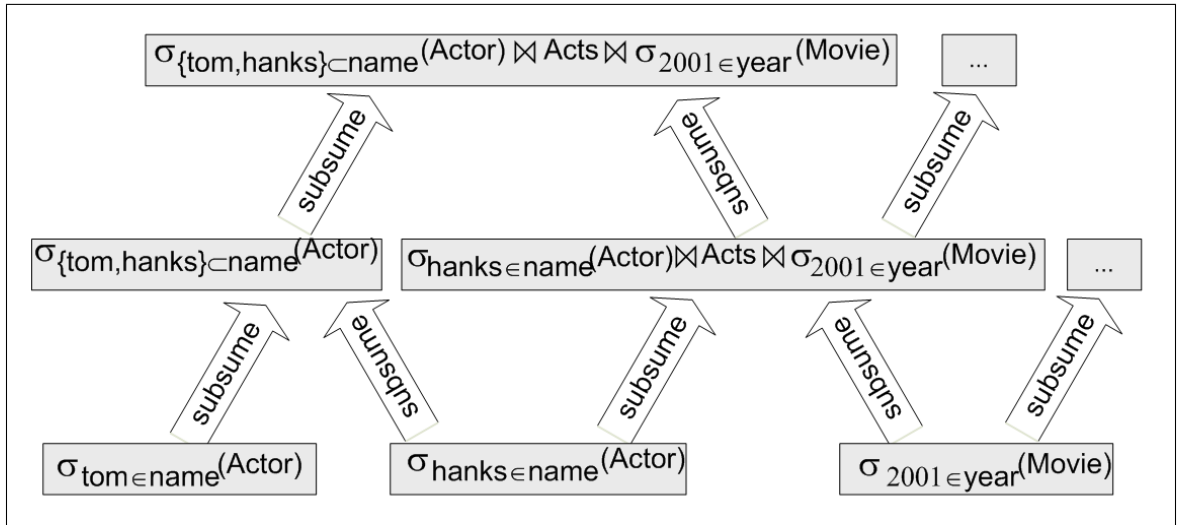 σ{tom,hanks}⊂name(Actor) ⋈ Acts ⋈ σ2001∈year(Movie)
...
subsume
subsume
subsume
σ{tom,hanks}⊂name(Actor)
σhanks∈name(Actor)⋈Acts ⋈ σ2001∈year(Movie)
...
subsume
subsume
subsume
subsume
subsume
σtom∈name(Actor)
σhanks∈name(Actor)
σ2001∈year(Movie)